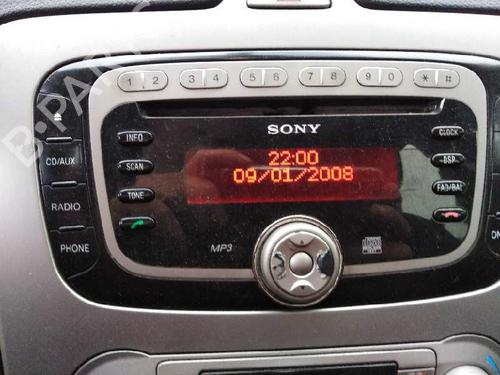 1 2 3 4 5 6 7 8 9 0 * #
SONY
INFO
CLOCK
22:00
09/01/2008
CD/AUX
SCAN
DSP
RADIO
TONE
FAD/BAL
PHONE
MP3
B-PARTS